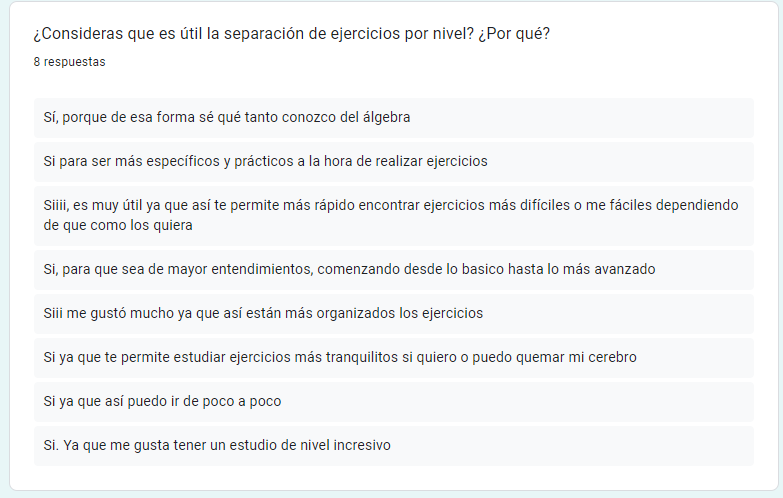 ¿Consideras que es útil la separación de ejercicios por nivel? ¿Por qué?
8 respuestas
Sí, porque de esa forma sé qué tanto conozco del álgebra
Si para ser más específicos y prácticos a la hora de realizar ejercicios
Siiii, es muy útil ya que así te permite más rápido encontrar ejercicios más difíciles o me fáciles dependiendo
de que como los quiera
Si, para que sea de mayor entendimientos, comenzando desde lo basico hasta lo más avanzado
Siii me gustó mucho ya que así están más organizados los ejercicios
Si ya que te permite estudiar ejercicios más tranquilitos si quiero o puedo quemar mi cerebro
Si ya que así puedo ir de poco a poco
Si. Ya que me gusta tener un estudio de nivel incresivo